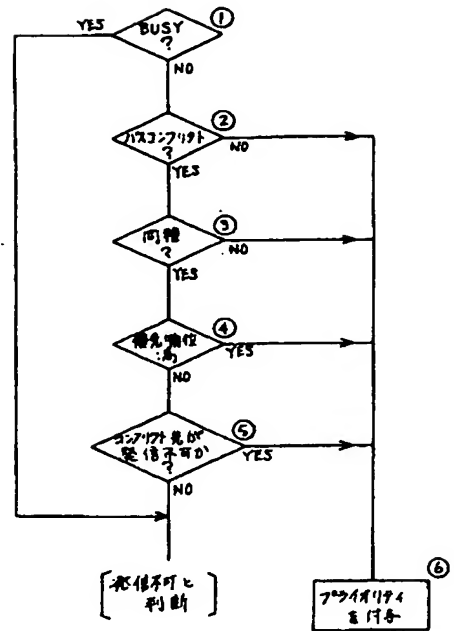 ①
YES
BUSY
?
NO
②
バスコンフリクト
?
NO
YES
③
同種
?
NO
YES
④
優先順位
高
YES
NO
⑤
コンフリクト先が
発信不可か
?
YES
NO
⑥
発信不可と
判断
プライオリティ
を付与